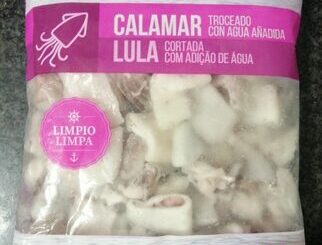 CALAMAR TROCEADO CON AGUA AÑADIDA
LULA CORTADA COM ADIÇÃO DE ÁGUA
LIMPIO
LIMPA